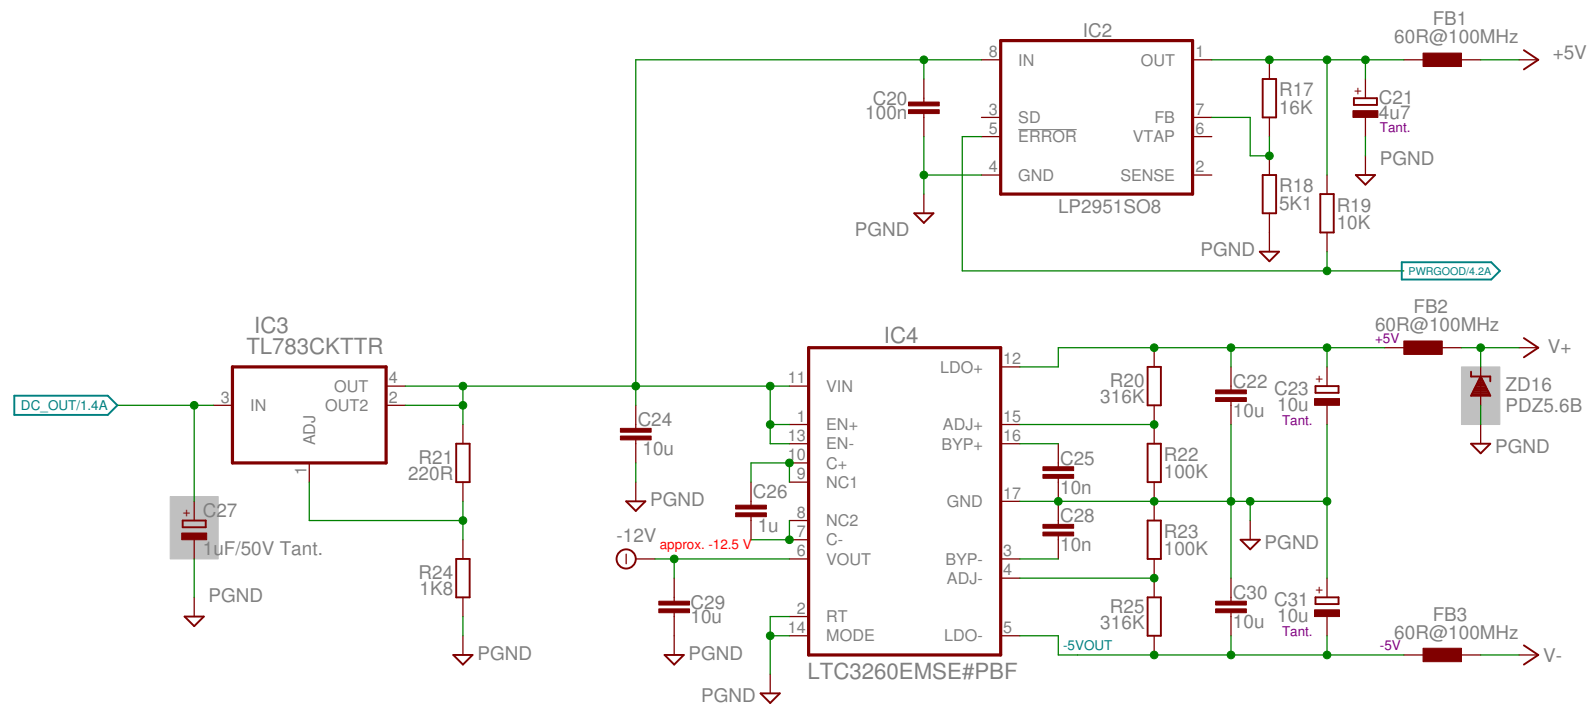 FB1
60R@100MHz
+5V
IC2
8
IN
OUT
1
C20
100n
3
SD
5
ERROR
FB
7
VTAP
6
4
GND
SENSE
2
LP2951SO8
PGND
R17
16K
R18
5K1
PGND
+
C21
4u7
Tant.
PGND
R19
10K
PWRGOOD/4.2A
IC3
TL783CKTTR
DC_OUT/1.4A
3
IN
OUT
4
OUT2
2
ADJ
1
+
C27
1uF/50V Tant.
PGND
R21
220R
R24
1K8
PGND
C24
10u
PGND
-12V
approx. -12.5 V
C26
1u
C29
10u
PGND
PGND
IC4
11
VIN
1
EN+
13
EN-
10
C+
9
NC1
8
NC2
7
C-
6
VOUT
2
RT
14
MODE
LDO+
12
ADJ+
15
BYP+
16
GND
17
BYP-
3
ADJ-
4
LDO-
5
LTC3260EMSE#PBF
-5VOUT
R20
316K
R22
100K
R23
100K
R25
316K
C25
10n
C28
10n
C22
10u
C23
10u
Tant.
+
PGND
C30
10u
C31
10u
Tant.
+
FB2
60R@100MHz
+5V
V+
ZD16
PDZ5.6B
PGND
FB3
60R@100MHz
-5V
V-